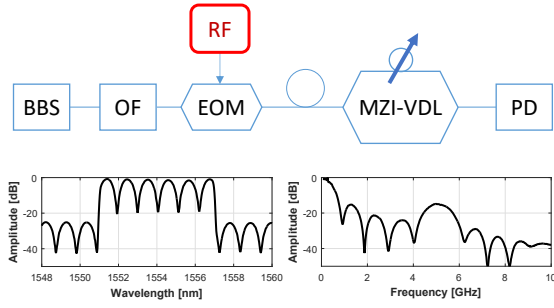 RF
BBS OF EOM MZI-VDL PD
Amplitude [dB]
0
-20
-40
1548 1550 1552 1554 1556 1558 1560
Wavelength [nm]
Amplitude [dB]
0
-20
-40
0 2 4 6 8 10
Frequency [GHz]